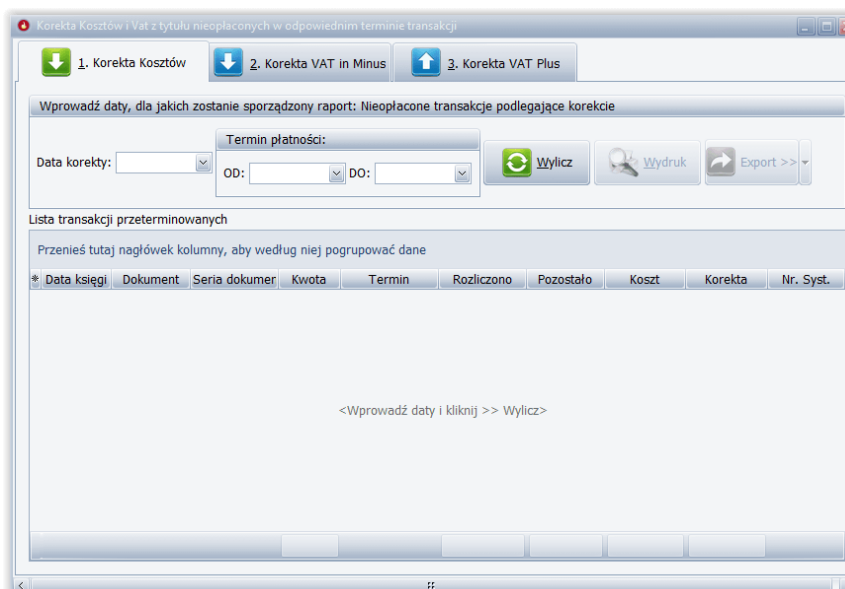 Korekta Kosztów i Vat z tytułu nieopłaconych w odpowiednim terminie transakcji
1. Korekta Kosztów
2. Korekta VAT in Minus
3. Korekta VAT Plus
Wprowadź daty, dla jakich zostanie sporządzony raport: Nieopłacone transakcje podlegające korekcie
Data korekty:
Termin płatności:
OD:
DO:
Wylicz
Wydruk
Export >>
Lista transakcji przeterminowanych
Przenieś tutaj nagłówek kolumny, aby według niej pogrupować dane
* Data księgi Dokument Seria dokumer Kwota Termin Rozliczono Pozostało Koszt Korekta Nr. Syst.
<Wprowadź daty i kliknij >> Wylicz>